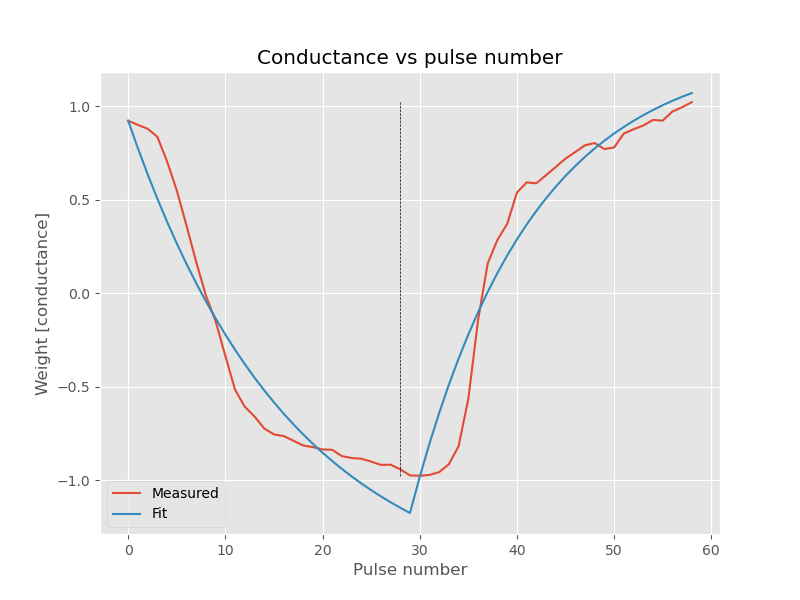 Conductance vs pulse number
Weight [conductance]
1.0
0.5
0.0
−0.5
−1.0
Measured
Fit
0 10 20 30 40 50 60
Pulse number